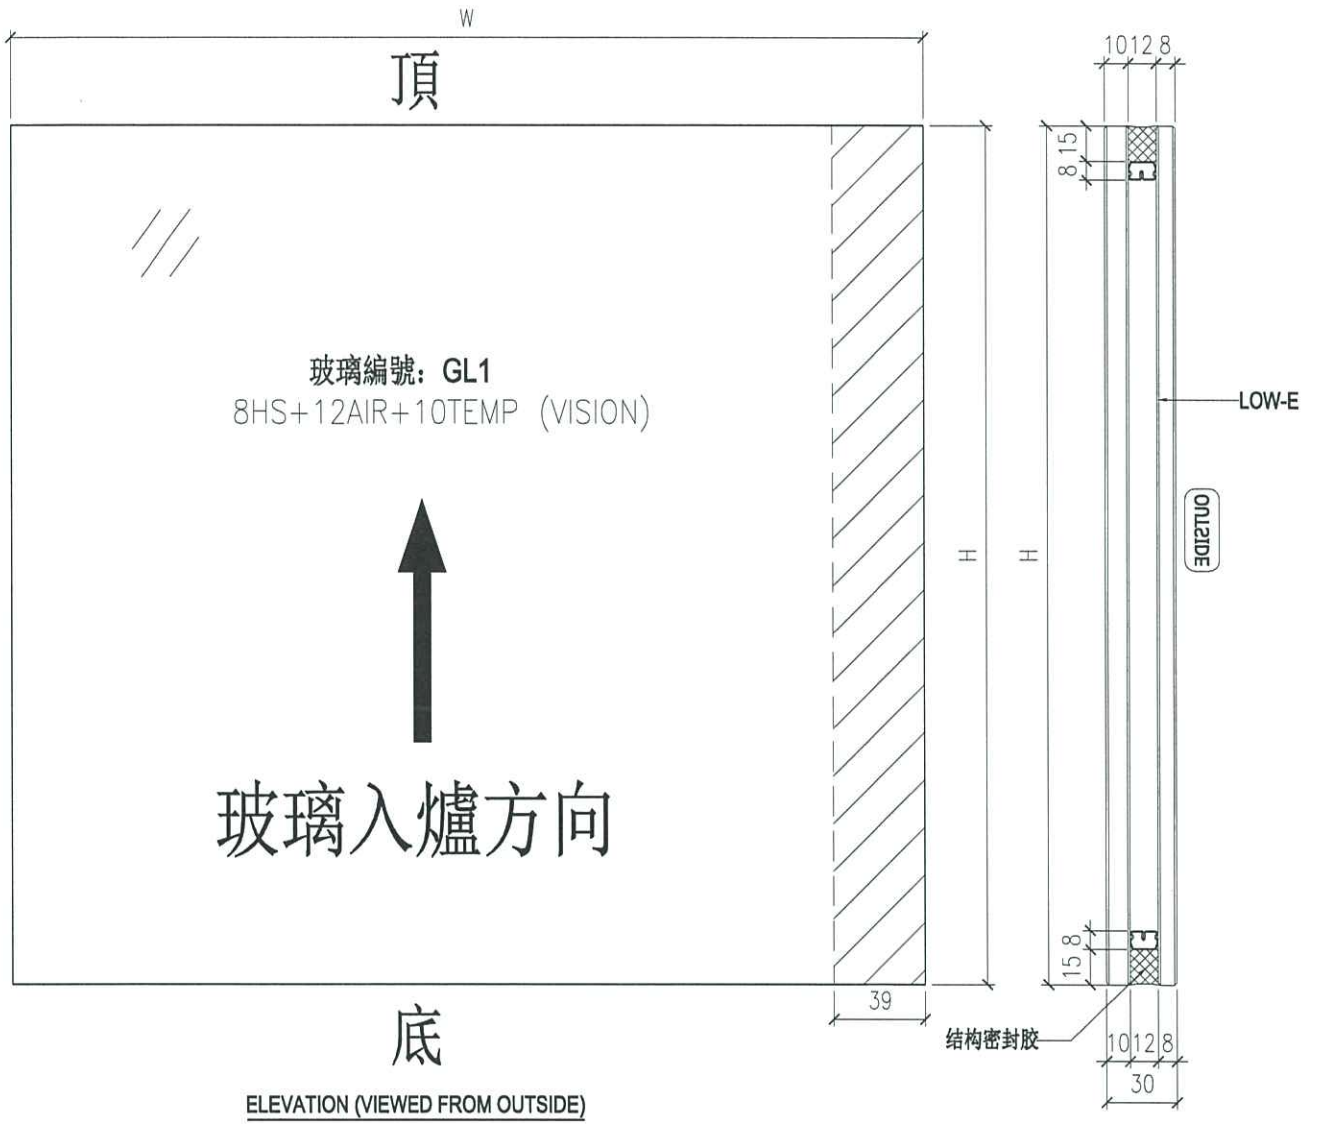 W
頂
10 12 8
15
8
玻璃編號：GL1
8HS+12AIR+10TEMP (VISION)
LOW-E
OUTSIDE
H
H
玻璃入爐方向
8
15
39
底
结构密封胶
10 12 8
30
ELEVATION (VIEWED FROM OUTSIDE)